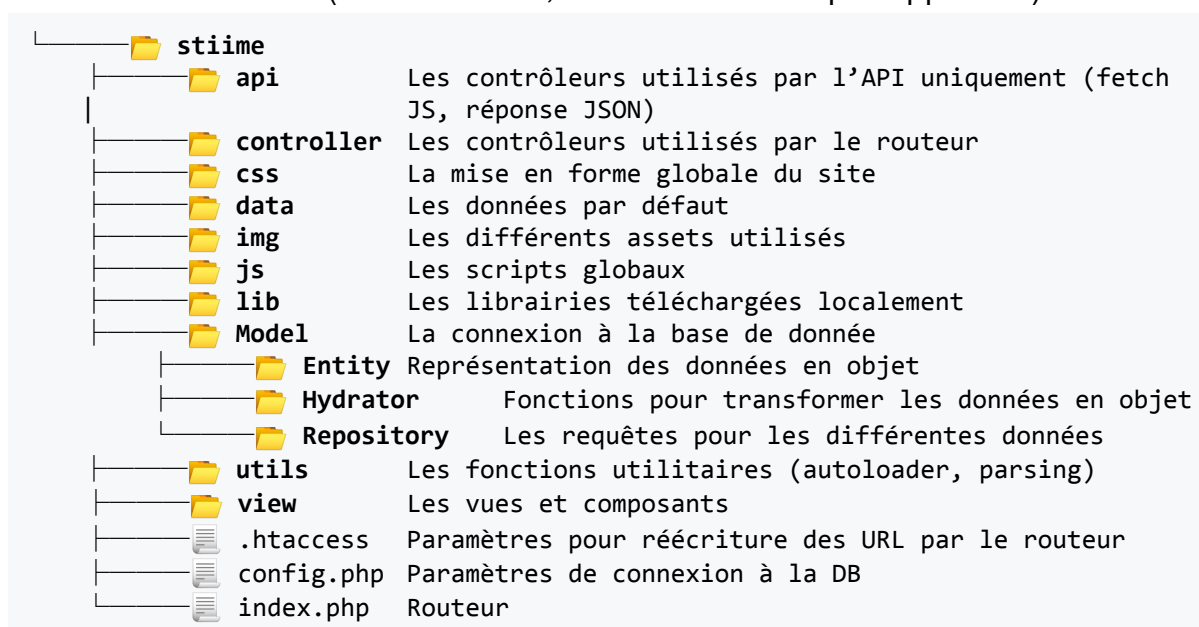 stiime
api Les contrôleurs utilisés par l’API uniquement (fetch
JS, réponse JSON)
controller Les contrôleurs utilisés par le routeur
css La mise en forme globale du site
data Les données par défaut
img Les différents assets utilisés
js Les scripts globaux
lib Les librairies téléchargées localement
Model La connexion à la base de donnée
Entity Représentation des données en objet
Hydrator Fonctions pour transformer les données en objet
Repository Les requêtes pour les différentes données
utils Les fonctions utilitaires (autoloader, parsing)
view Les vues et composants
.htaccess Paramètres pour réécriture des URL par le routeur
config.php Paramètres de connexion à la DB
index.php Routeur